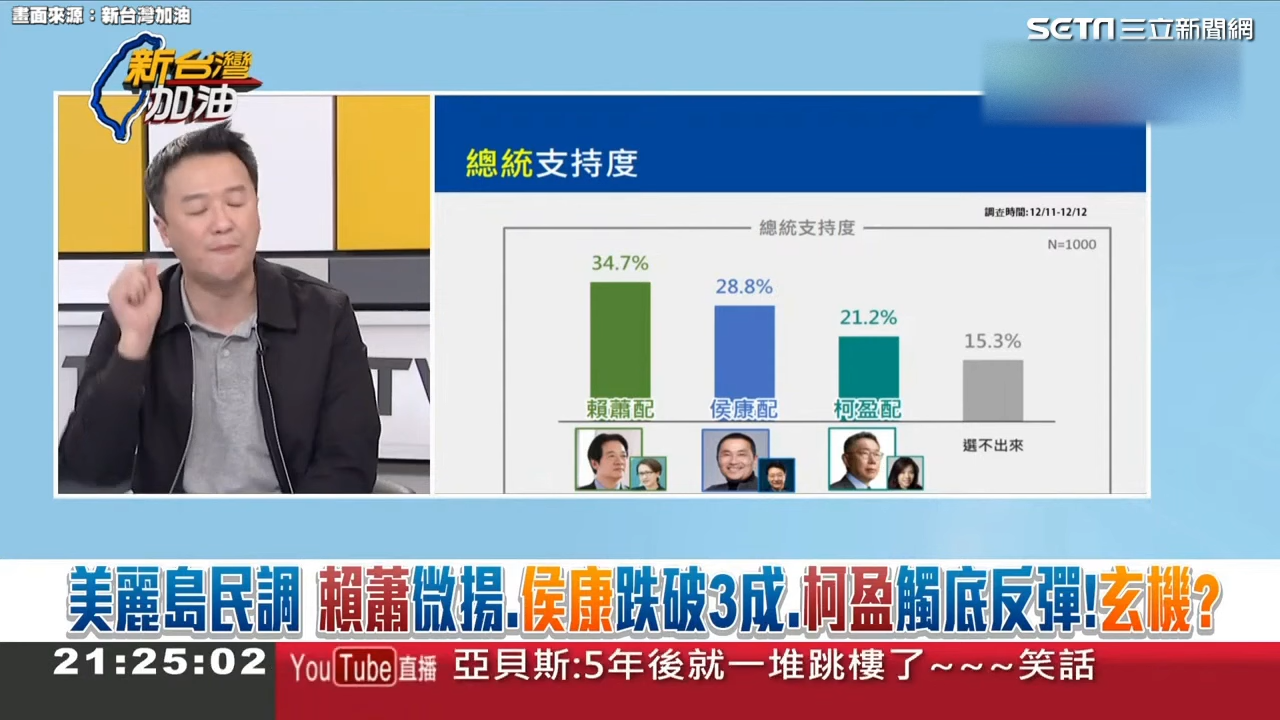 畫面來源:新台灣加油
SETN三立新聞網
新台灣
加油
總統支持度
調查時間:12/11-12/12
總統支持度
N=1000
34.7%
28.8%
21.2%
15.3%
賴蕭配
侯康配
柯盈配
選不出來
美麗島民調 賴蕭微揚.侯康跌破3成.柯盈觸底反彈!玄機?
21:25:02
YouTube直播
亞貝斯:5年後就一堆跳樓了~~~笑話